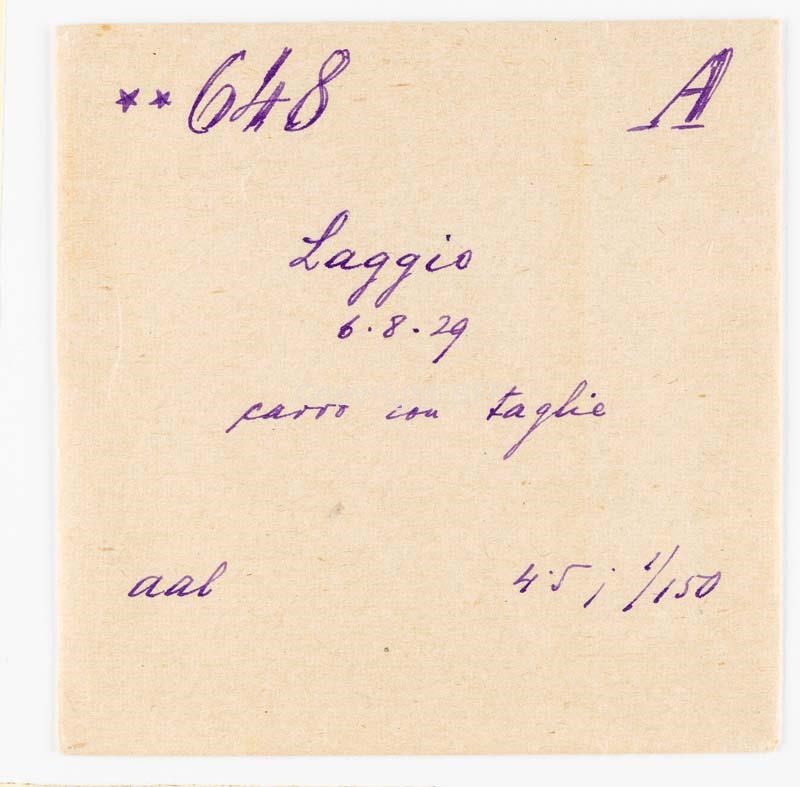 **648 A
Laggio
6.8.29
carro con taglie
aal 4.5 ; 1/150